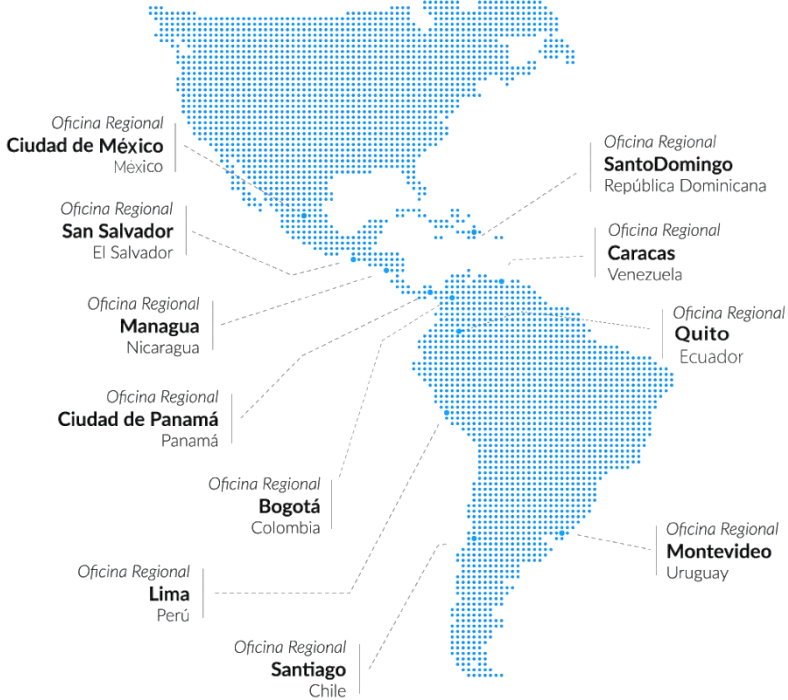 Oficina Regional
Ciudad de México
México
Oficina Regional
San Salvador
El Salvador
Oficina Regional
Managua
Nicaragua
Oficina Regional
Ciudad de Panamá
Panamá
Oficina Regional
Bogotá
Colombia
Oficina Regional
Lima
Perú
Oficina Regional
Santiago
Chile
Oficina Regional
SantoDomingo
República Dominicana
Oficina Regional
Caracas
Venezuela
Oficina Regional
Quito
Ecuador
Oficina Regional
Montevideo
Uruguay